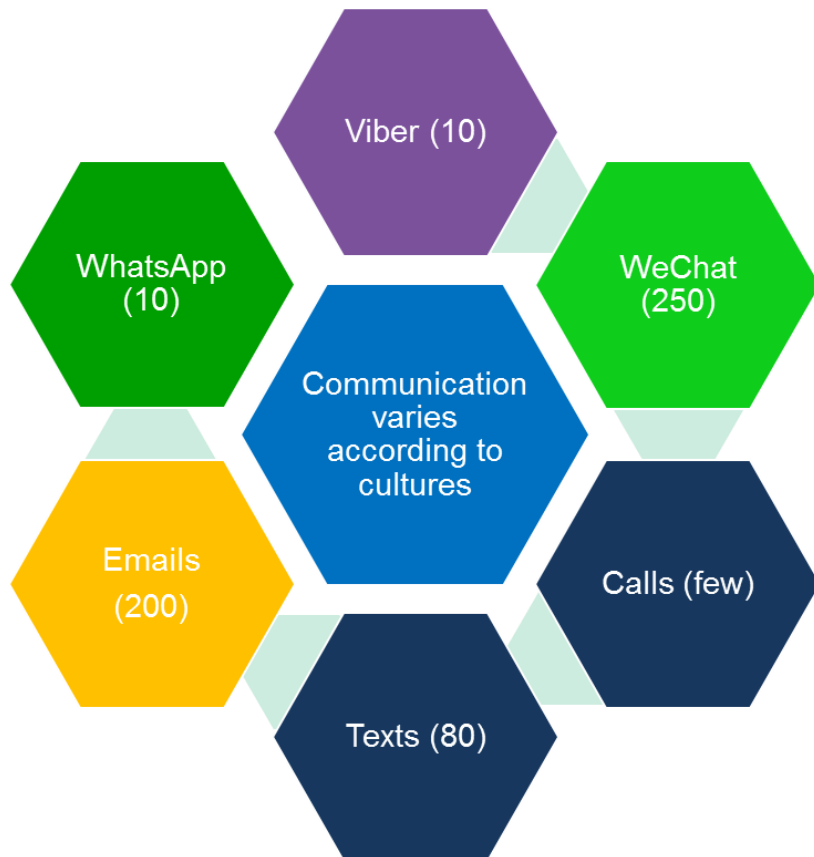 Viber (10)
WhatsApp
(10)
WeChat
(250)
Communication
varies
according to
cultures
Emails
(200)
Calls (few)
Texts (80)